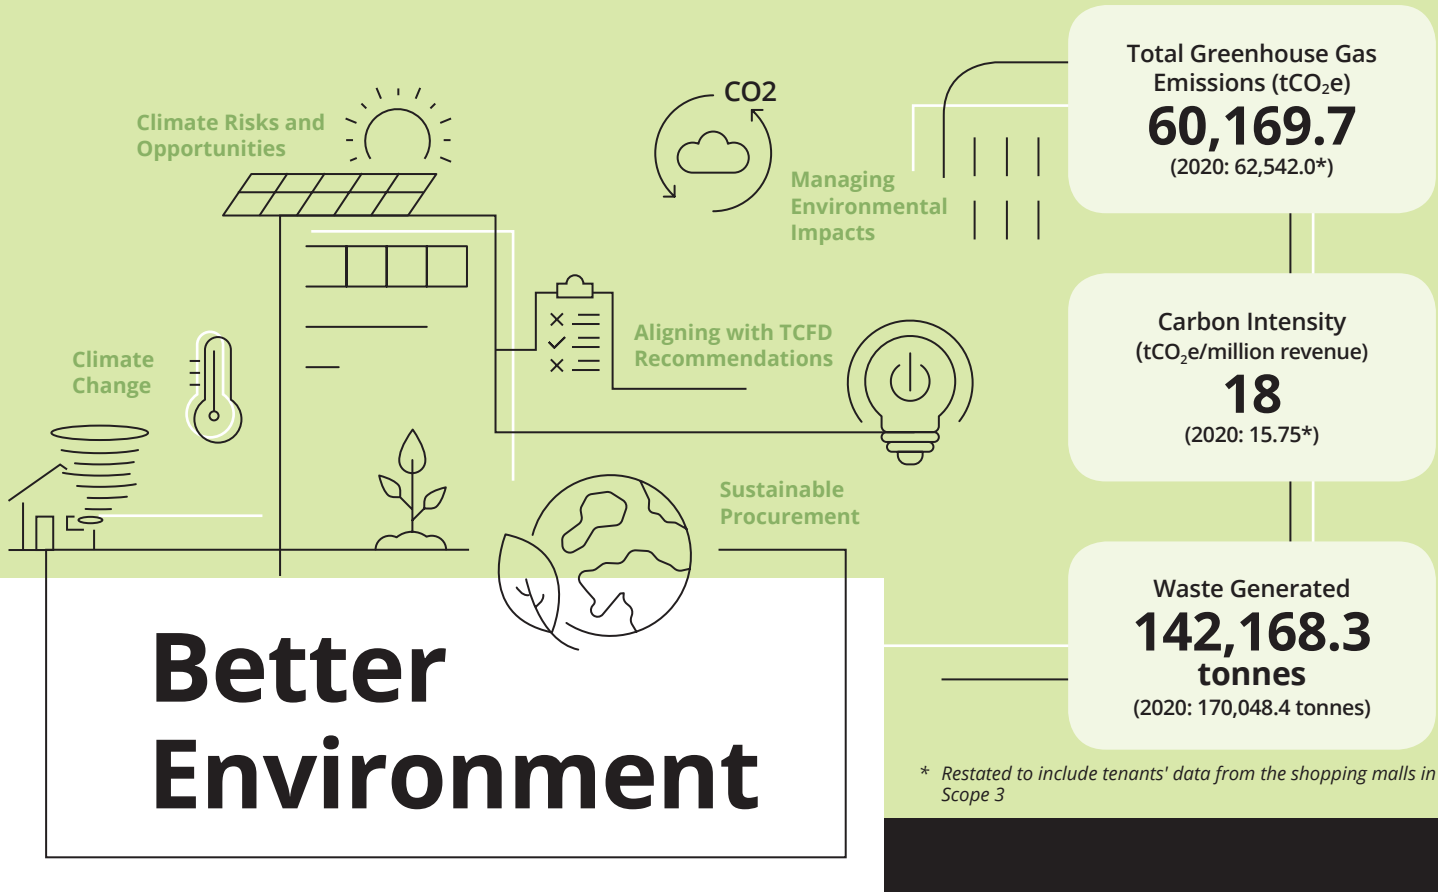 Climate Risks and
Opportunities
CO2
Managing
Environmental
Impacts
Climate
Change
Aligning with TCFD
Recommendations
Sustainable
Procurement
Better
Environment
Total Greenhouse Gas
Emissions (tCO₂e)
60,169.7
(2020: 62,542.0*)
Carbon Intensity
(tCO₂e/million revenue)
18
(2020: 15.75*)
Waste Generated
142,168.3
tonnes
(2020: 170,048.4 tonnes)
* Restated to include tenants' data from the shopping malls in
Scope 3